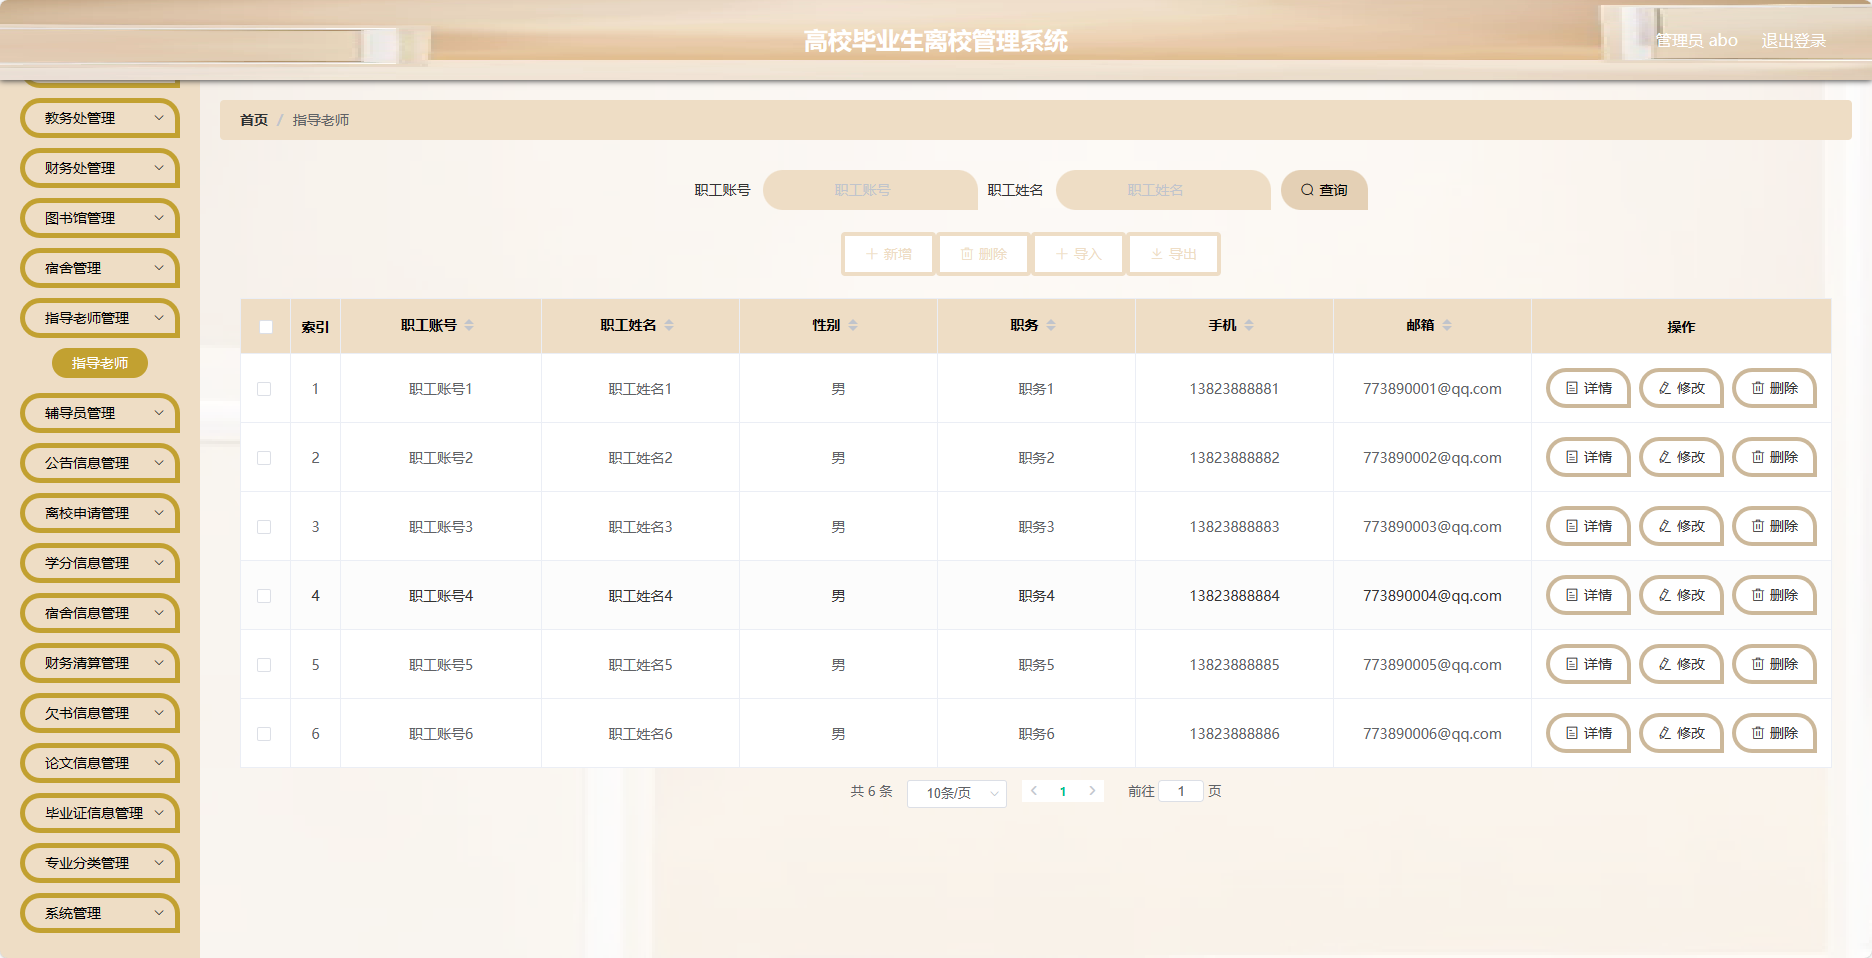 高校毕业生离校管理系统
管理员 abo 退出登录
教务处管理
财务处管理
图书馆管理
宿舍管理
指导老师管理
指导老师
辅导员管理
公告信息管理
离校申请管理
学分信息管理
宿舍信息管理
财务清算管理
欠书信息管理
论文信息管理
毕业证信息管理
专业分类管理
系统管理
首页 / 指导老师
职工账号 职工账号 职工姓名 职工姓名 查询
新增 删除 导入 导出
索引 职工账号 职工姓名 性别 职务 手机 邮箱 操作
1 职工账号1 职工姓名1 男 职务1 13823888881 773890001@qq.com 详情 修改 删除
2 职工账号2 职工姓名2 男 职务2 13823888882 773890002@qq.com 详情 修改 删除
3 职工账号3 职工姓名3 男 职务3 13823888883 773890003@qq.com 详情 修改 删除
4 职工账号4 职工姓名4 男 职务4 13823888884 773890004@qq.com 详情 修改 删除
5 职工账号5 职工姓名5 男 职务5 13823888885 773890005@qq.com 详情 修改 删除
6 职工账号6 职工姓名6 男 职务6 13823888886 773890006@qq.com 详情 修改 删除
共 6 条 10条/页 1 前往 1 页